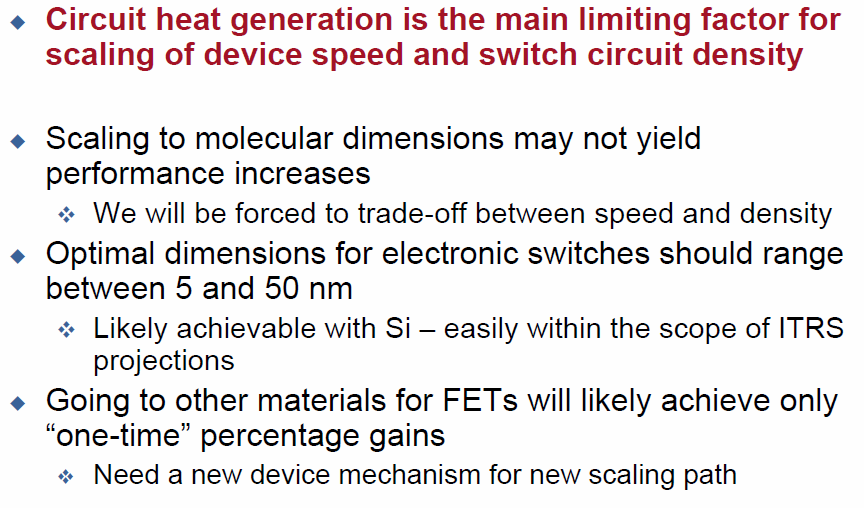 Circuit heat generation is the main limiting factor for
scaling of device speed and switch circuit density
Scaling to molecular dimensions may not yield
performance increases
We will be forced to trade-off between speed and density
Optimal dimensions for electronic switches should range
between 5 and 50 nm
Likely achievable with Si – easily within the scope of ITRS
projections
Going to other materials for FETs will likely achieve only
“one-time” percentage gains
Need a new device mechanism for new scaling path